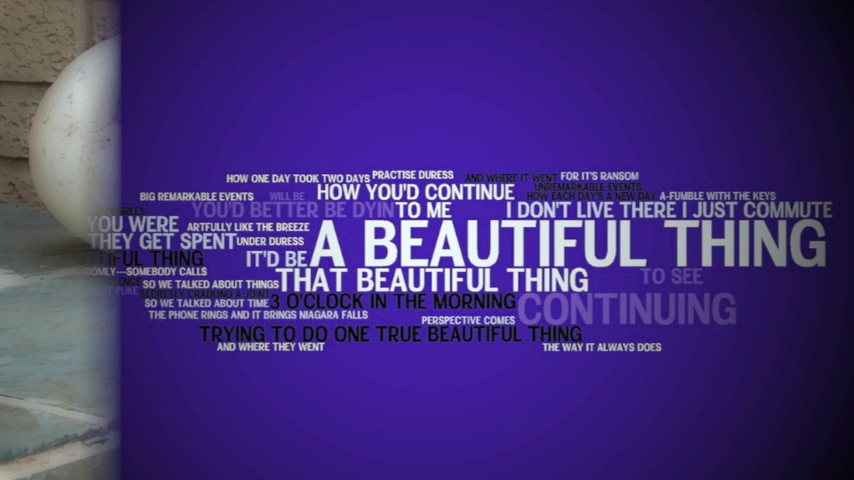 HOW ONE DAY TOOK TWO DAYS PRACTISE DURESS AND WHERE IT WENT FOR IT'S RANSOM
UNREMARKABLE EVENTS
BIG REMARKABLE EVENTS WILL BE HOW YOU'D CONTINUE HOW EACH DAY'S A NEW DAY A-FUMBLE WITH THE KEYS
YOU'D BETTER BE DYIN TO ME I DON'T LIVE THERE I JUST COMMUTE
YOU WERE ARTFULLY LIKE THE BREEZE
THEY GET SPENT UNDER DURESS
IT'D BE A BEAUTIFUL THING
THING
SOMEBODY CALLS THAT BEAUTIFUL THING TO SEE
SO WE TALKED ABOUT THINGS
PUKE
SO WE TALKED ABOUT TIME 3 O'CLOCK IN THE MORNING CONTINUING
THE PHONE RINGS AND IT BRINGS NIAGARA FALLS
PERSPECTIVE COMES
TRYING TO DO ONE TRUE BEAUTIFUL THING
AND WHERE THEY WENT THE WAY IT ALWAYS DOES